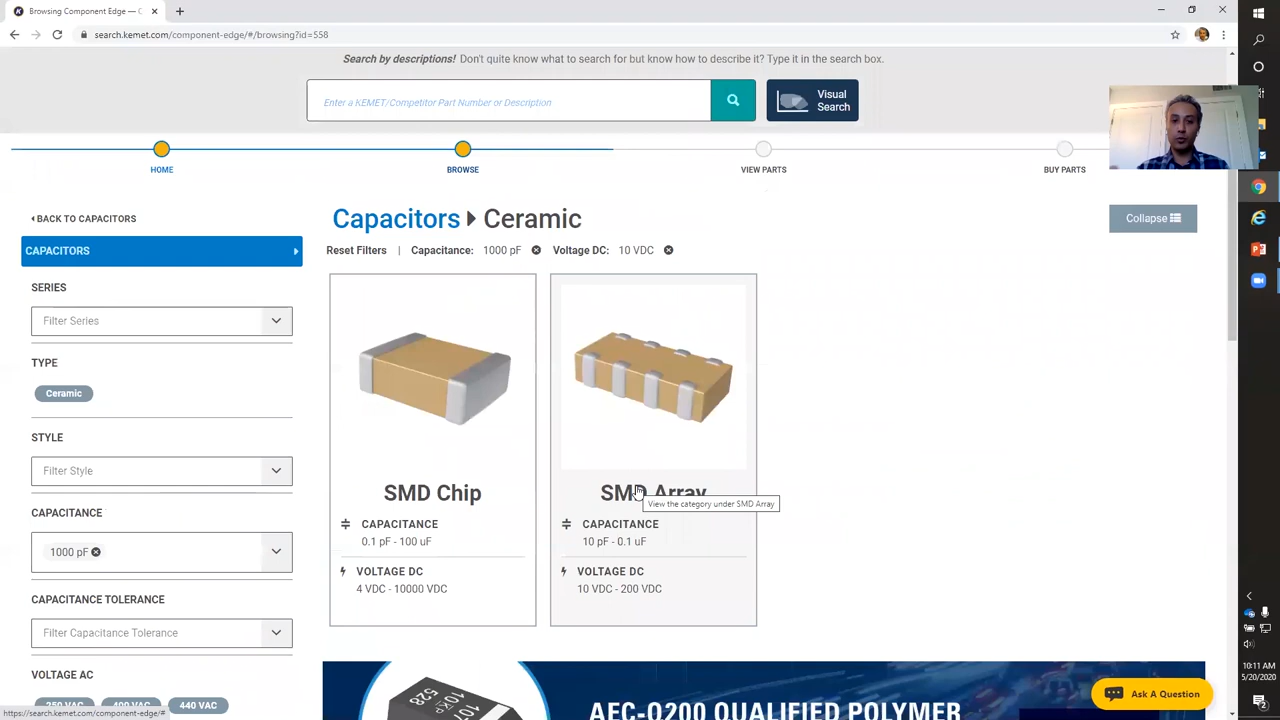 Browsing Component Edge - Co
search.kemet.com/component-edge/#/browsing?id=558
Search by descriptions! Don't quite know what to search for but know how to describe it? Type it in the search box.
Enter a KEMET/Competitor Part Number or Description
Visual
Search
HOME
BROWSE
VIEW PARTS
BUY PARTS
BACK TO CAPACITORS
CAPACITORS
SERIES
Filter Series
TYPE
Ceramic
STYLE
Filter Style
CAPACITANCE
1000 pF
CAPACITANCE TOLERANCE
Filter Capacitance Tolerance
VOLTAGE AC
250 VAC
400 VAC
440 VAC
Capacitors Ceramic
Collapse
Reset Filters | Capacitance: 1000 pF Voltage DC: 10 VDC
SMD Chip
CAPACITANCE
0.1 pF - 100 uF
VOLTAGE DC
4 VDC - 10000 VDC
SMD Array
View the category under SMD Array
CAPACITANCE
10 pF - 0.1 uF
VOLTAGE DC
10 VDC - 200 VDC
528
AEC-Q200 QUALIFIED POLYMER
Ask A Question
https://search.kemet.com/component-edge/#
10:11 AM
5/20/2020